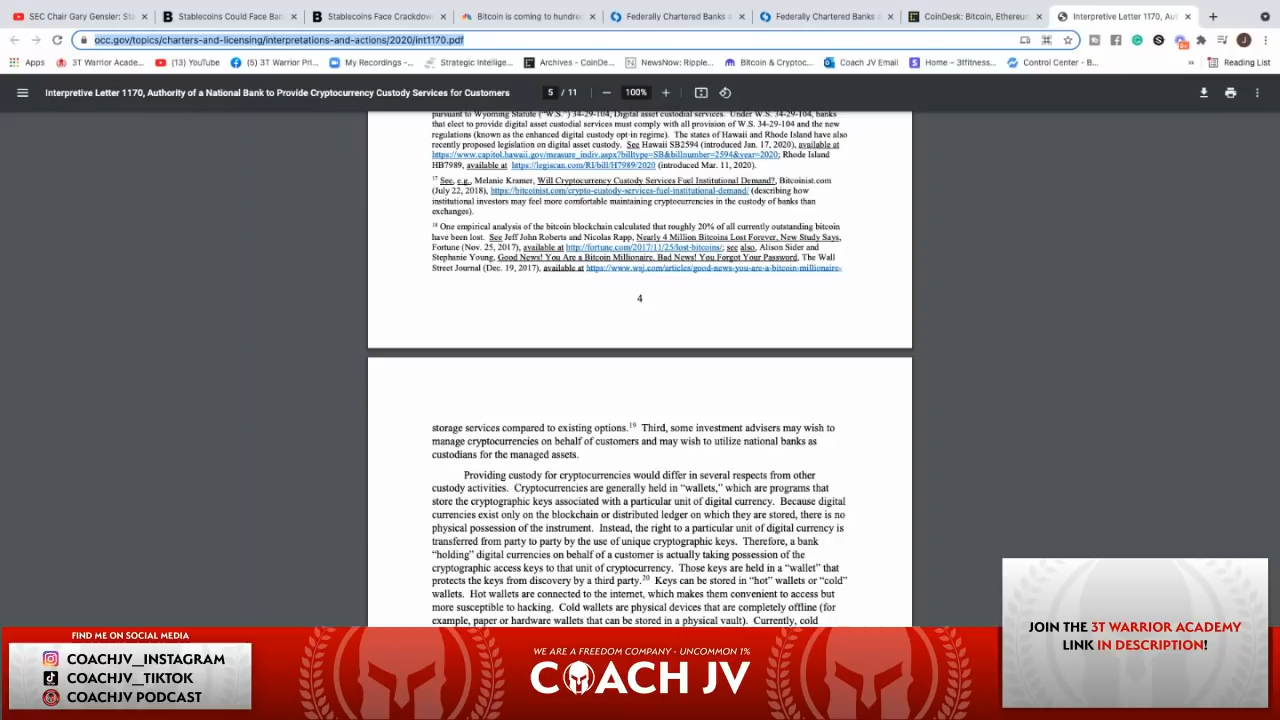 SEC Chair Gary Gensler: Sta
Stablecoins Could Face Ban
Stablecoins Face Crackdow
Bitcoin is coming to hundre
Federally Chartered Banks a
Federally Chartered Banks a
CoinDesk: Bitcoin, Ethereum
Interpretive Letter 1170, Aut
occ.gov/topics/charters-and-licensing/interpretations-and-actions/2020/int1170.pdf
Apps
3T Warrior Acade...
(13) YouTube
(5) 3T Warrior Pri...
My Recordings -...
Strategic Intellige...
Archives - CoinDe...
NewsNow: Ripple...
Bitcoin & Cryptoc...
Coach JV Email
Home – 3tfitness...
Control Center - B...
»
Reading List
Interpretive Letter 1170, Authority of a National Bank to Provide Cryptocurrency Custody Services for Customers
5 / 11
100%
pursuant to Wyoming Statute (“W.S.”) 34-29-104, Digital asset custodial services. Under W.S. 34-29-104, banks
that elect to provide digital asset custodial services must comply with all provision of W.S. 34-29-104 and the new
regulations (known as the enhanced digital custody opt-in regime). The states of Hawaii and Rhode Island have also
recently proposed legislation on digital asset custody. See Hawaii SB2594 (introduced Jan. 17, 2020), available at
https://www.capitol.hawaii.gov/measure_indiv.aspx?billtype=SB&billnumber=2594&year=2020; Rhode Island
HB7989, available at https://legiscan.com/RI/bill/H7989/2020 (introduced Mar. 11, 2020).
17 See, e.g., Melanie Kramer, Will Cryptocurrency Custody Services Fuel Institutional Demand?, Bitcoinist.com
(July 22, 2018), https://bitcoinist.com/crypto-custody-services-fuel-institutional-demand/ (describing how
institutional investors may feel more comfortable maintaining cryptocurrencies in the custody of banks than
exchanges).
18 One empirical analysis of the bitcoin blockchain calculated that roughly 20% of all currently outstanding bitcoin
have been lost. See Jeff John Roberts and Nicolas Rapp, Nearly 4 Million Bitcoins Lost Forever, New Study Says,
Fortune (Nov. 25, 2017), available at http://fortune.com/2017/11/25/lost-bitcoins/; see also, Alison Sider and
Stephanie Young, Good News! You Are a Bitcoin Millionaire. Bad News! You Forgot Your Password, The Wall
Street Journal (Dec. 19, 2017), available at https://www.wsj.com/articles/good-news-you-are-a-bitcoin-millionaire-
4
storage services compared to existing options.19 Third, some investment advisers may wish to
manage cryptocurrencies on behalf of customers and may wish to utilize national banks as
custodians for the managed assets.
Providing custody for cryptocurrencies would differ in several respects from other
custody activities. Cryptocurrencies are generally held in “wallets,” which are programs that
store the cryptographic keys associated with a particular unit of digital currency. Because digital
currencies exist only on the blockchain or distributed ledger on which they are stored, there is no
physical possession of the instrument. Instead, the right to a particular unit of digital currency is
transferred from party to party by the use of unique cryptographic keys. Therefore, a bank
“holding” digital currencies on behalf of a customer is actually taking possession of the
cryptographic access keys to that unit of cryptocurrency. Those keys are held in a “wallet” that
protects the keys from discovery by a third party.20 Keys can be stored in “hot” wallets or “cold”
wallets. Hot wallets are connected to the internet, which makes them convenient to access but
more susceptible to hacking. Cold wallets are physical devices that are completely offline (for
example, paper or hardware wallets that can be stored in a physical vault). Currently, cold
FIND ME ON SOCIAL MEDIA
COACHJV__INSTAGRAM
COACHJV__TIKTOK
COACHJV PODCAST
WE ARE A FREEDOM COMPANY - UNCOMMON 1%
COACH JV
JOIN THE 3T WARRIOR ACADEMY
LINK IN DESCRIPTION!